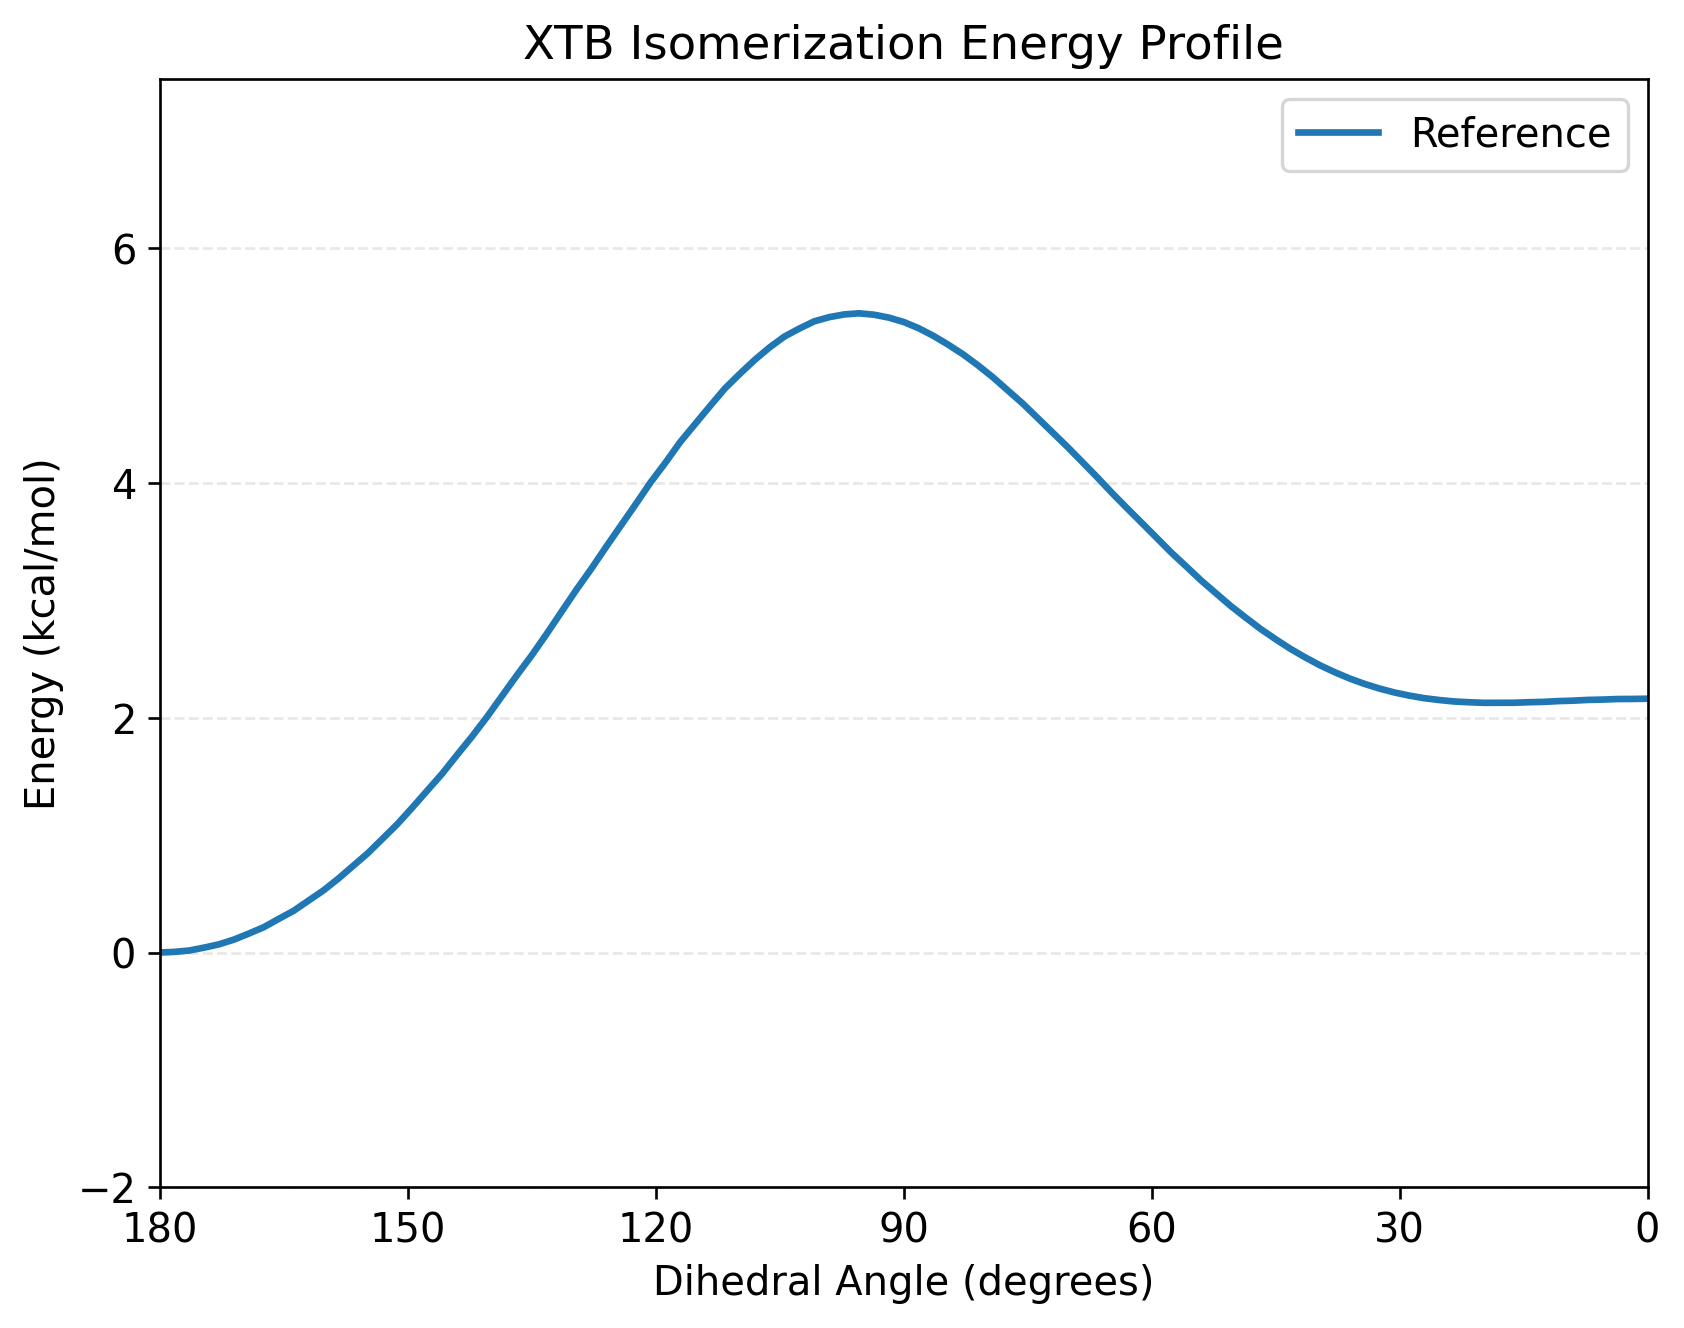 XTB Isomerization Energy Profile
Reference
Energy (kcal/mol)
6
4
2
0
−2
180 150 120 90 60 30 0
Dihedral Angle (degrees)